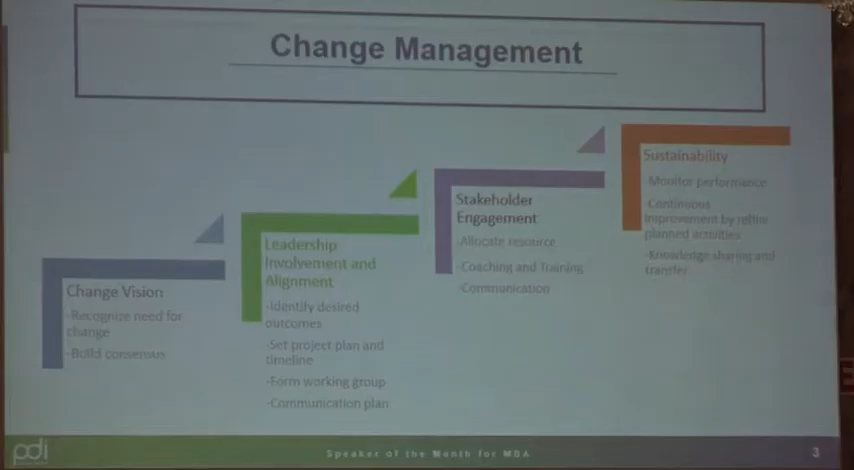 Change Management
Change Vision
-Recognize need for
change
-Build consensus
Leadership
Involvement and
Alignment
-Identify desired
outcomes
-Set project plan and
timeline
-Form working group
-Communication plan
Stakeholder
Engagement
-Allocate resource
-Coaching and Training
-Communication
Sustainability
-Monitor performance
-Continuous
improvement by refine
planned activities
-Knowledge sharing and
transfer
pdi
Speaker of the Month for MBA
3